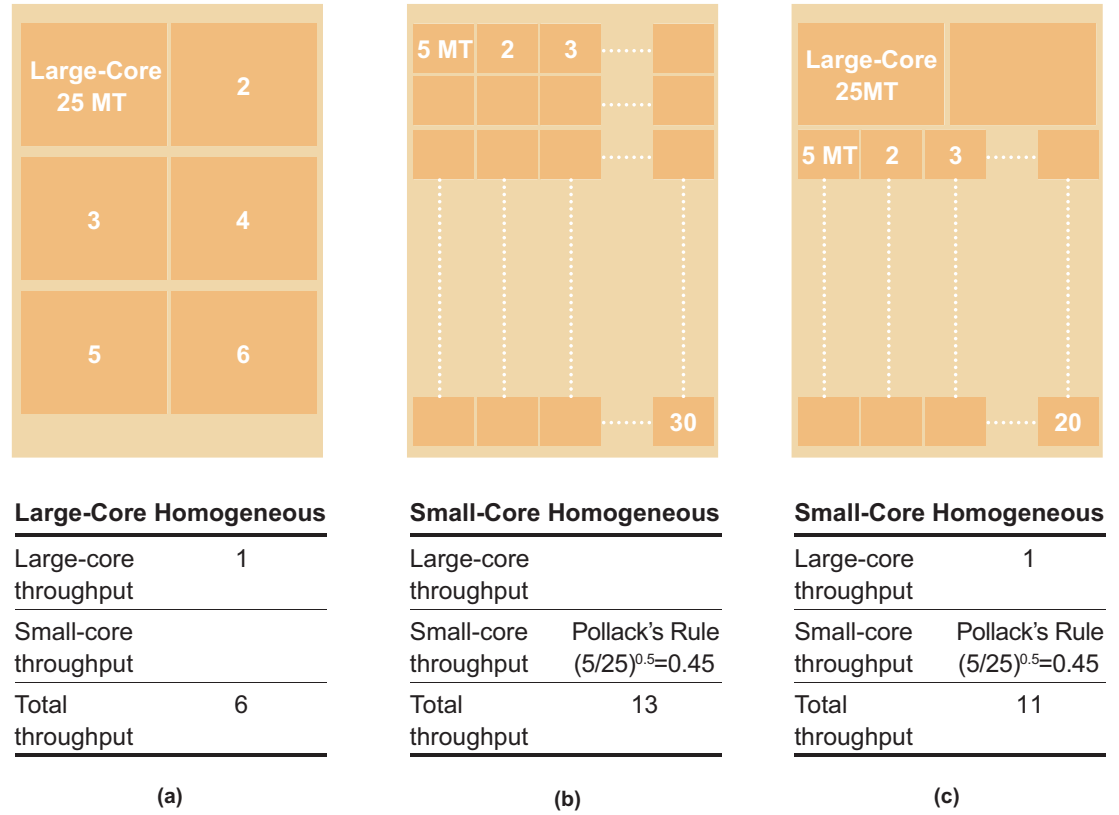 Large-Core
25 MT
2
3
4
5
6
Large-Core Homogeneous
Large-core throughput 1
Small-core throughput
Total throughput 6
(a)
5 MT 2 3
30
Small-Core Homogeneous
Large-core throughput
Small-core throughput Pollack's Rule (5/25)^0.5=0.45
Total throughput 13
(b)
Large-Core
25MT
5 MT 2 3
20
Small-Core Homogeneous
Large-core throughput 1
Small-core throughput Pollack's Rule (5/25)^0.5=0.45
Total throughput 11
(c)